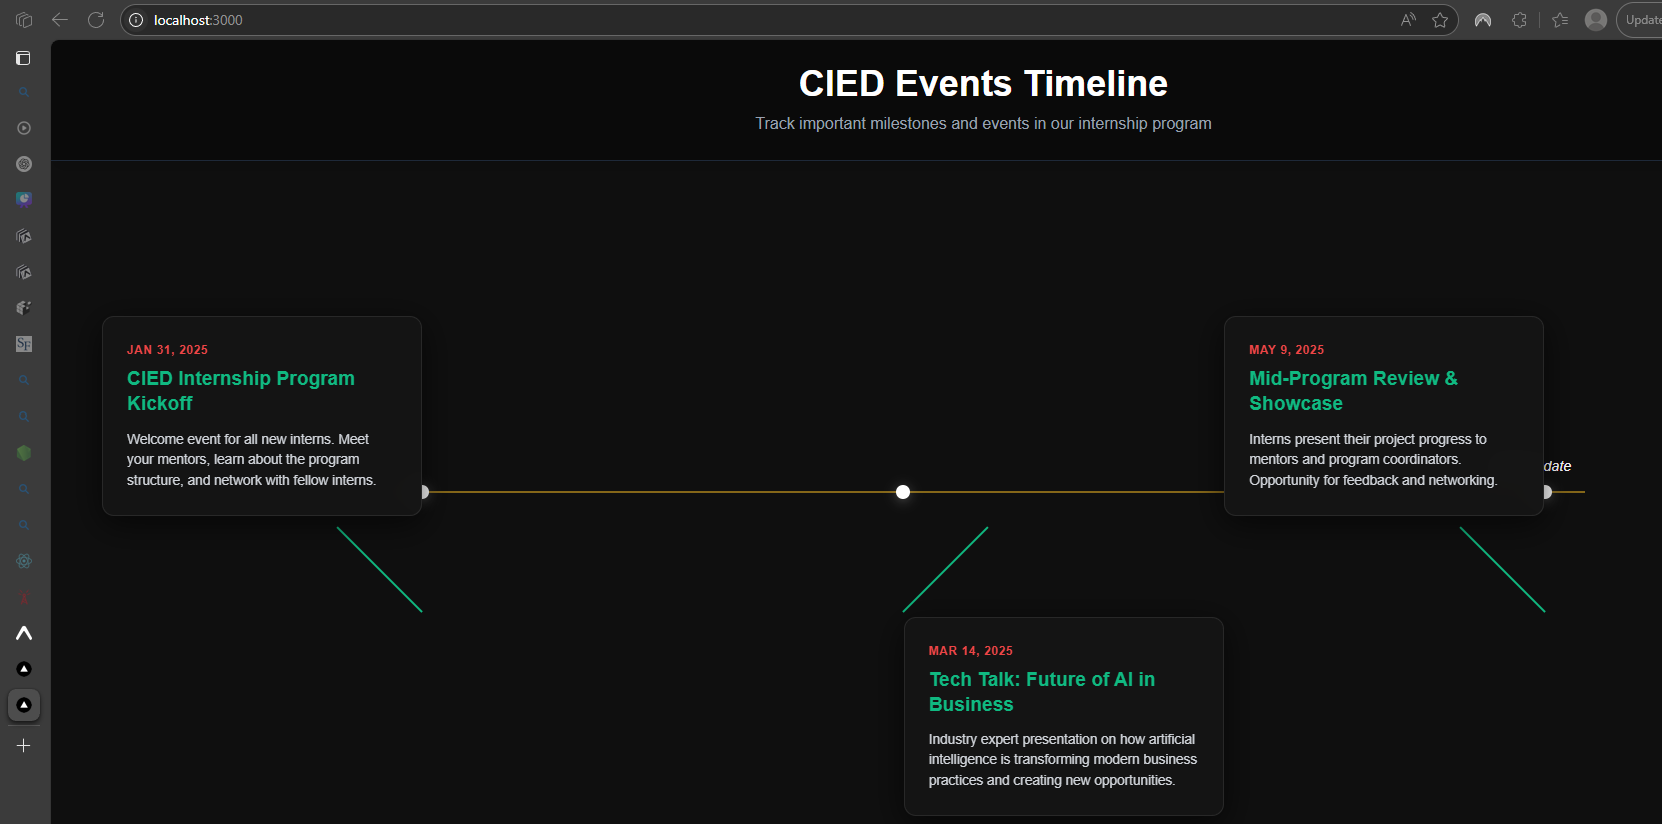 localhost:3000
Update
CIED Events Timeline
Track important milestones and events in our internship program
JAN 31, 2025
CIED Internship Program
Kickoff
Welcome event for all new interns. Meet
your mentors, learn about the program
structure, and network with fellow interns.
MAY 9, 2025
Mid-Program Review &
Showcase
Interns present their project progress to
mentors and program coordinators.
Opportunity for feedback and networking.
date
MAR 14, 2025
Tech Talk: Future of AI in
Business
Industry expert presentation on how artificial
intelligence is transforming modern business
practices and creating new opportunities.
SF